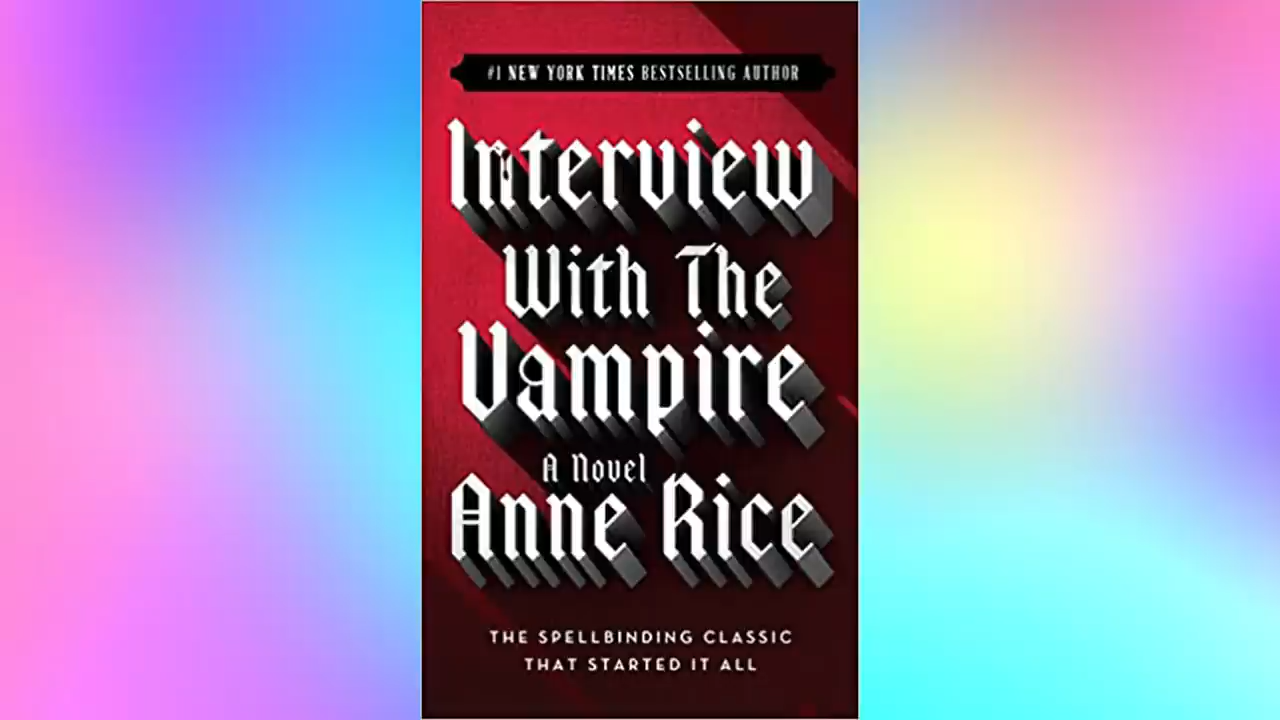 #1 NEW YORK TIMES BESTSELLING AUTHOR
Interview
With The
Vampire
A Novel
Anne Rice
THE SPELLBINDING CLASSIC
THAT STARTED IT ALL